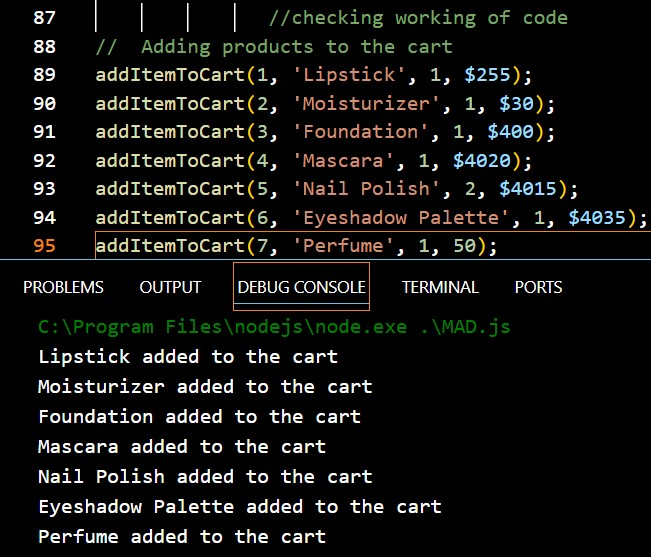 87 //checking working of code
88 //  Adding products to the cart
89 addItemToCart(1, 'Lipstick', 1, $255);
90 addItemToCart(2, 'Moisturizer', 1, $30);
91 addItemToCart(3, 'Foundation', 1, $400);
92 addItemToCart(4, 'Mascara', 1, $4020);
93 addItemToCart(5, 'Nail Polish', 2, $4015);
94 addItemToCart(6, 'Eyeshadow Palette', 1, $4035);
95 addItemToCart(7, 'Perfume', 1, 50);
PROBLEMS OUTPUT DEBUG CONSOLE TERMINAL PORTS
C:\Program Files\nodejs\node.exe .\MAD.js
Lipstick added to the cart
Moisturizer added to the cart
Foundation added to the cart
Mascara added to the cart
Nail Polish added to the cart
Eyeshadow Palette added to the cart
Perfume added to the cart